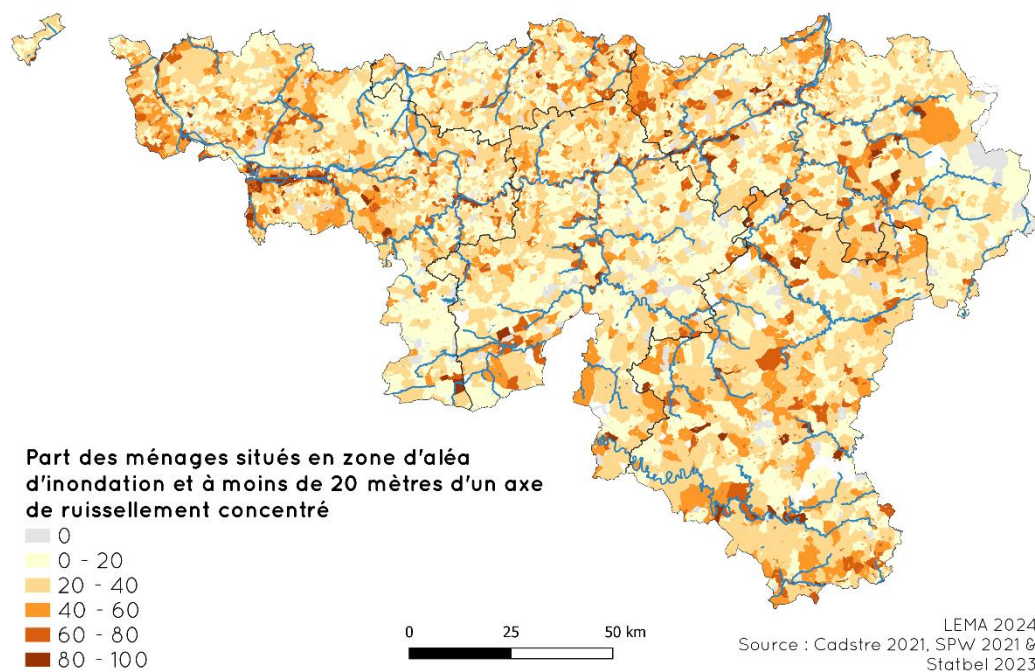 Part des ménages situés en zone d'aléa
d'inondation et à moins de 20 mètres d'un axe
de ruissellement concentré
0
0 - 20
20 - 40
40 - 60
60 - 80
80 - 100
0 25 50 km
LEMA 2024
Source : Cadstre 2021, SPW 2021 &
Statbel 2023